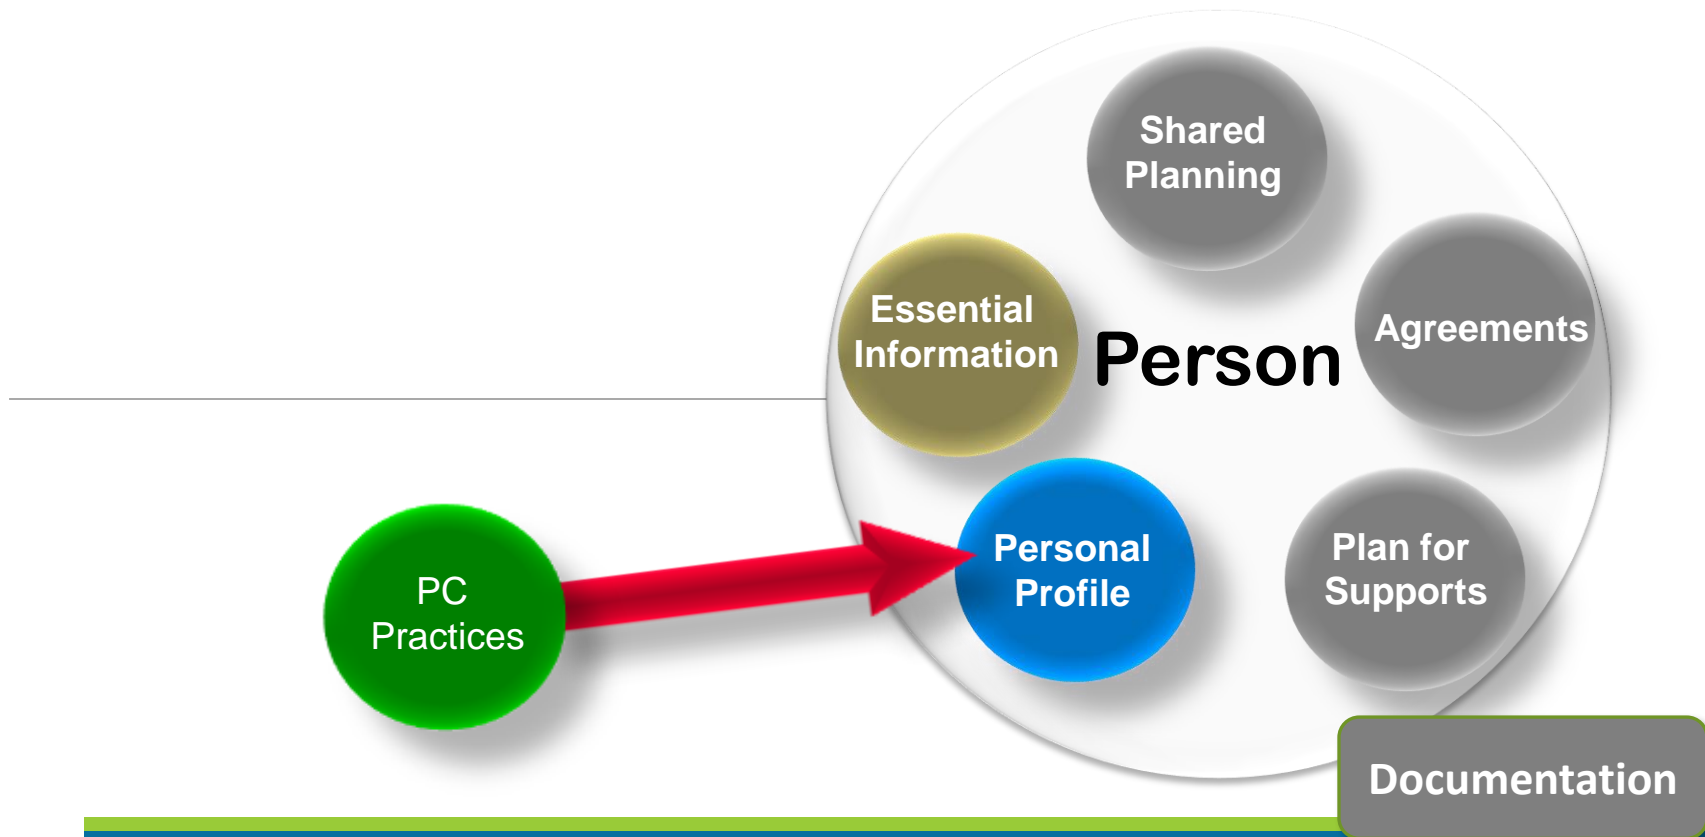 Shared
Planning
Essential
Information
Person
Agreements
Personal
Profile
Plan for
Supports
PC
Practices
Documentation